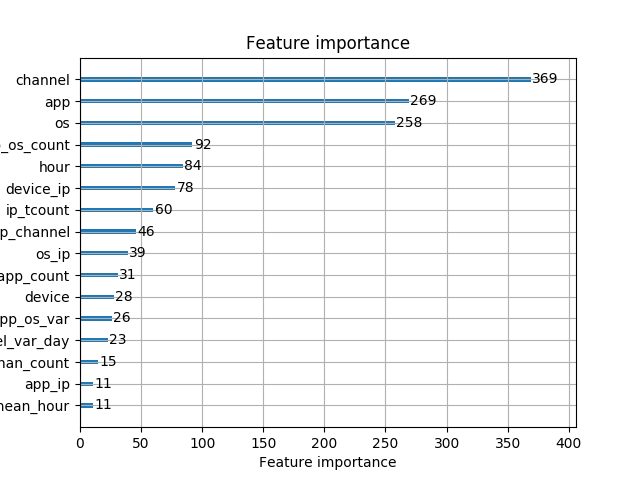 Feature importance
channel 369
app 269
os 258
_os_count 92
hour 84
device_ip 78
ip_tcount 60
p_channel 46
os_ip 39
app_count 31
device 28
pp_os_var 26
el_var_day 23
nan_count 15
app_ip 11
nean_hour 11
0 50 100 150 200 250 300 350 400
Feature importance